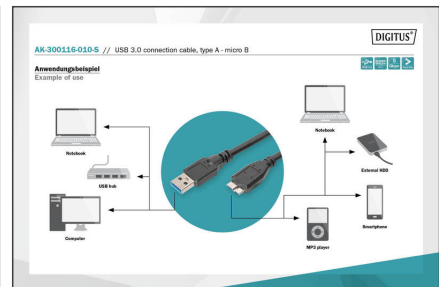 DIGITUS®
AK-300116-010-S // USB 3.0 connection cable, type A - micro B
Anwendungsbeispiel
Example of use
Notebook
USB hub
Computer
Notebook
External HDD
Smartphone
MP3 player